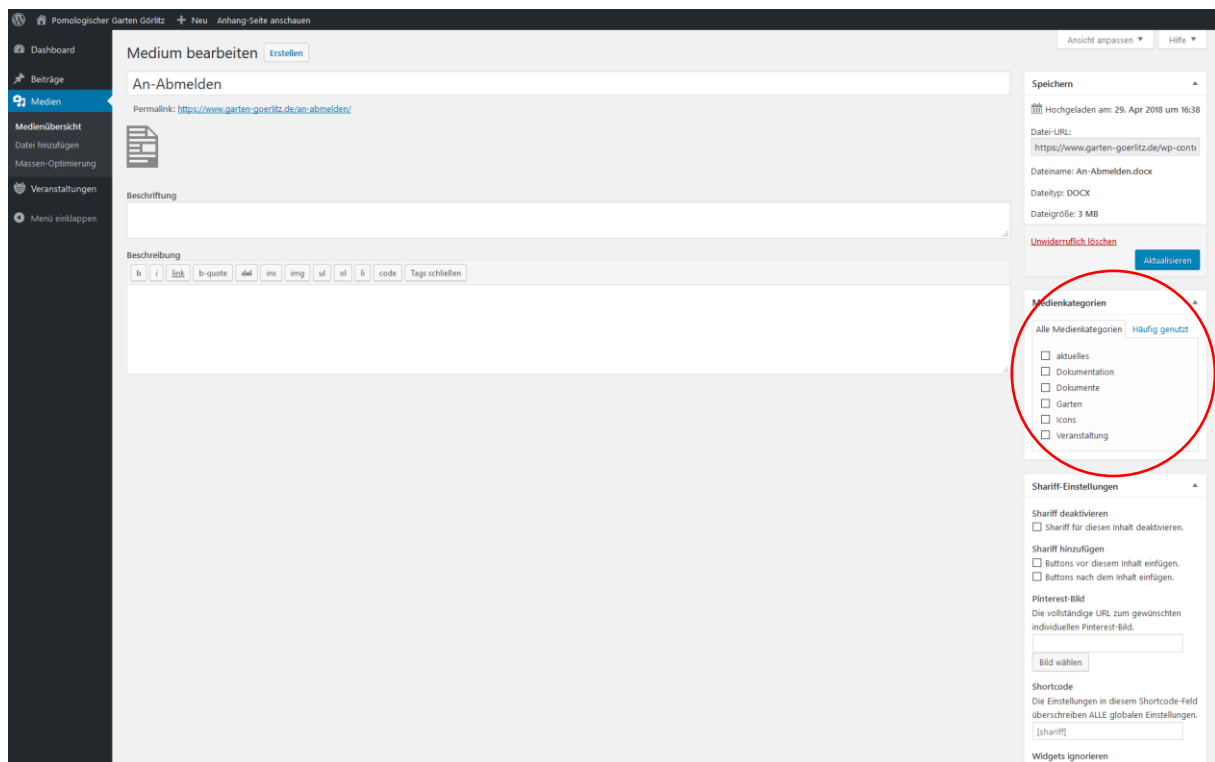 Pomologischer Garten Görlitz + Neu Anhang-Seite anschauen
Dashboard
Beiträge
Medien
Medienübersicht
Datei hinzufügen
Massen-Optimierung
Veranstaltungen
Menü einklappen
Ansicht anpassen ▼ Hilfe ▼
Medium bearbeiten Erstellen
An-Abmelden
Permalink: https://www.garten-goerlitz.de/an-abmelden/
Beschriftung
Beschreibung
b i link b-quote del ins img ul ol li code Tags schließen
Speichern
Hochgeladen am: 29. Apr 2018 um 16:38
Datei-URL:
https://www.garten-goerlitz.de/wp-conte
Dateiname: An-Abmelden.docx
Dateityp: DOCX
Dateigröße: 3 MB
Unwiderruflich löschen
Aktualisieren
Medienkategorien
Alle Medienkategorien Häufig genutzt
aktuelles
Dokumentation
Dokumente
Garten
Icons
Veranstaltung
Shariff-Einstellungen
Shariff deaktivieren
Shariff für diesen Inhalt deaktivieren.
Shariff hinzufügen
Buttons vor diesem Inhalt einfügen.
Buttons nach dem Inhalt einfügen.
Pinterest-Bild
Die vollständige URL zum gewünschten
individuellen Pinterest-Bild.
Bild wählen
Shortcode
Die Einstellungen in diesem Shortcode-Feld
überschreiben ALLE globalen Einstellungen.
[shariff]
Widgets ignorieren